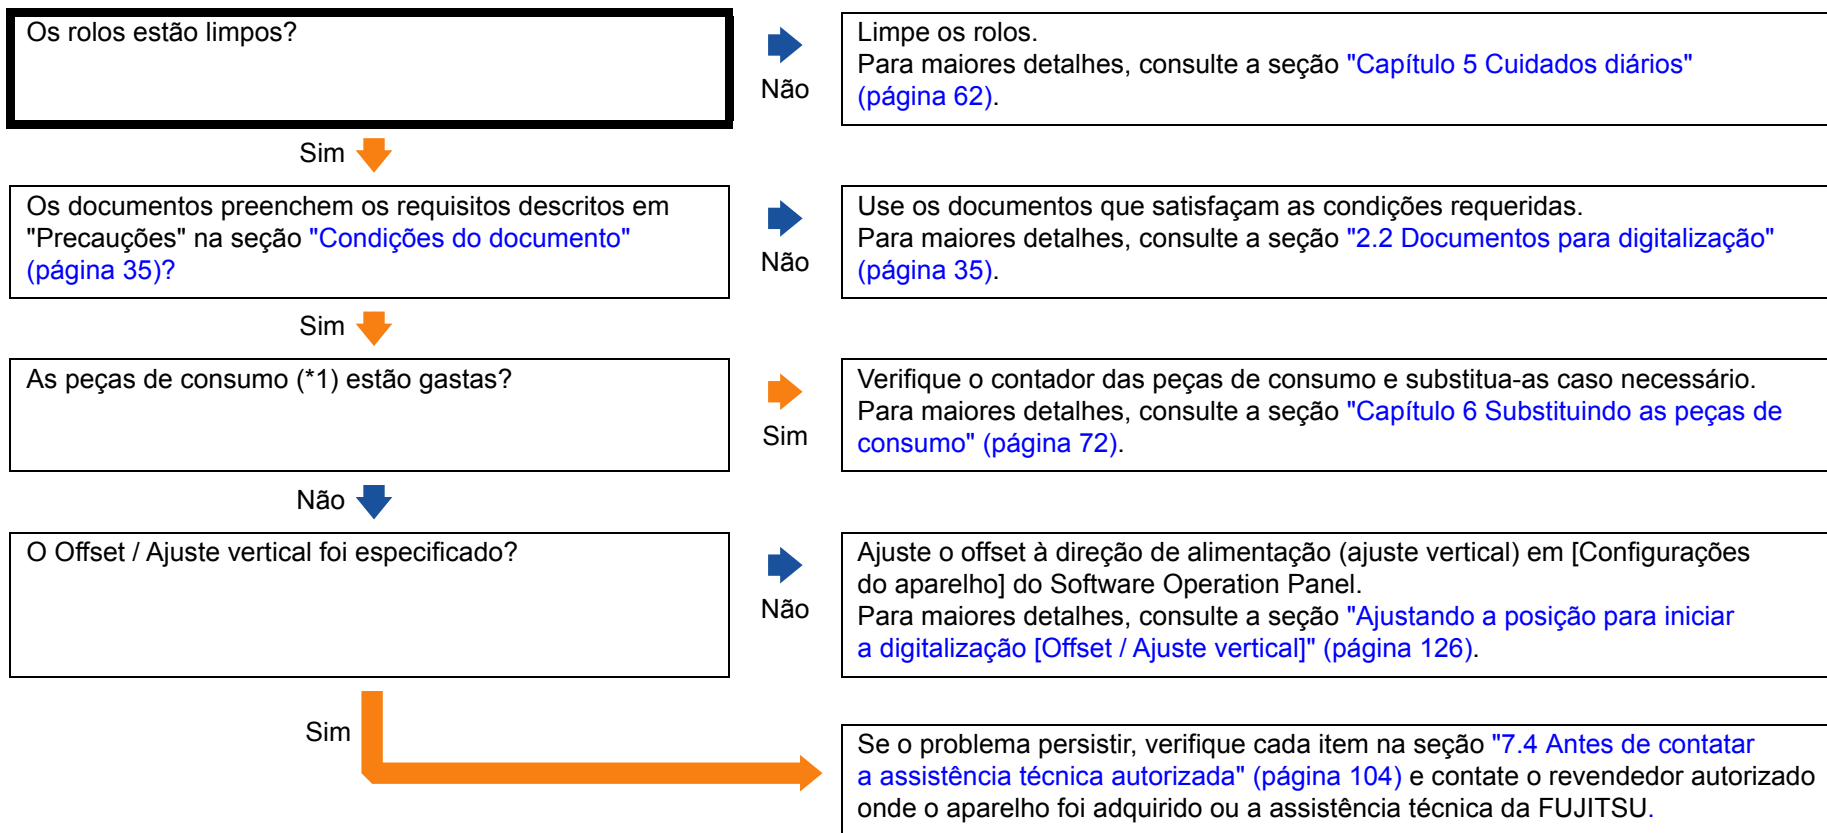 Os rolos estão limpos?
Não
Limpe os rolos.
Para maiores detalhes, consulte a seção "Capítulo 5 Cuidados diários"
(página 62).
Sim
Os documentos preenchem os requisitos descritos em
"Precauções" na seção "Condições do documento"
(página 35)?
Não
Use os documentos que satisfaçam as condições requeridas.
Para maiores detalhes, consulte a seção "2.2 Documentos para digitalização"
(página 35).
Sim
As peças de consumo (*1) estão gastas?
Sim
Verifique o contador das peças de consumo e substitua-as caso necessário.
Para maiores detalhes, consulte a seção "Capítulo 6 Substituindo as peças de
consumo" (página 72).
Não
O Offset / Ajuste vertical foi especificado?
Não
Ajuste o offset à direção de alimentação (ajuste vertical) em [Configurações
do aparelho] do Software Operation Panel.
Para maiores detalhes, consulte a seção "Ajustando a posição para iniciar
a digitalização [Offset / Ajuste vertical]" (página 126).
Sim
Se o problema persistir, verifique cada item na seção "7.4 Antes de contatar
a assistência técnica autorizada" (página 104) e contate o revendedor autorizado
onde o aparelho foi adquirido ou a assistência técnica da FUJITSU.